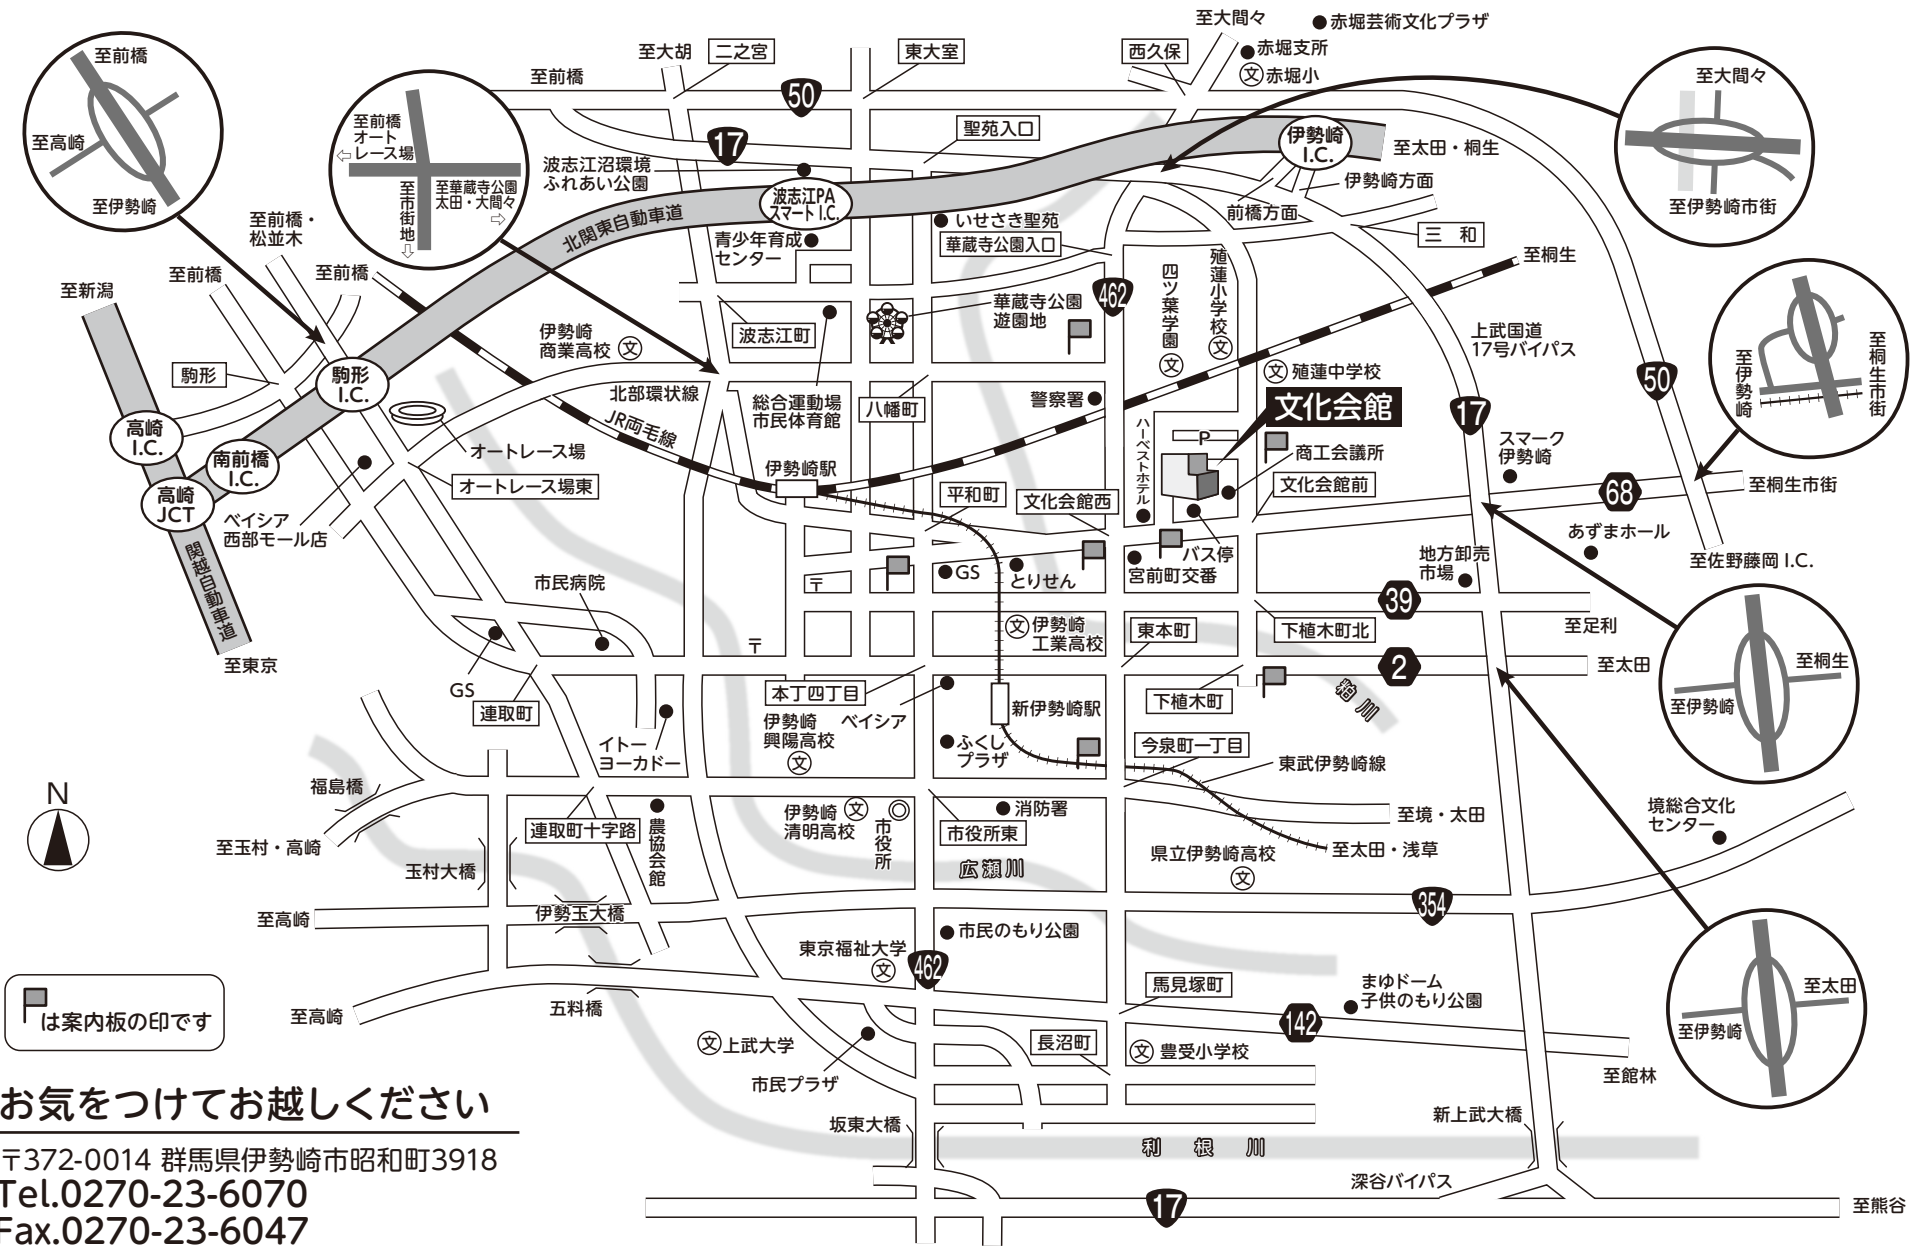 至大間々
赤堀芸術文化プラザ
至前橋
至高崎
至伊勢崎
至前橋
オート
レース場
至市街地
至華蔵寺公園
太田・大間々
至大胡
二之宮
東大室
西久保
赤堀支所
文 赤堀小
至前橋
50
17
聖苑入口
伊勢崎
I.C.
至太田・桐生
至大間々
至伊勢崎市街
波志江沼環境
ふれあい公園
波志江PA
スマートI.C.
北関東自動車道
いせさき聖苑
華蔵寺公園入口
伊勢崎方面
前橋方面
三 和
青少年育成
センター
至前橋・
松並木
至前橋
至前橋
至新潟
至桐生
462
四ツ葉学園
文
殖蓮小学校
文
華蔵寺公園
遊園地
波志江町
伊勢崎
商業高校 文
上武国道
17号バイパス
50
至伊勢崎
至桐生市街
駒形
駒形
I.C.
北部環状線
JR両毛線
総合運動場
市民体育館
八幡町
警察署
文 殖蓮中学校
文化会館
17
高崎
I.C.
南前橋
I.C.
高崎
JCT
オートレース場
オートレース場東
伊勢崎駅
平和町
文化会館西
ハーベストホテル
P
商工会議所
文化会館前
スマーク
伊勢崎
68
至桐生市街
ベイシア
西部モール店
関越自動車道
至東京
市民病院
〒
GS
とりせん
宮前町交番
バス停
地方卸売
市場
あずまホール
至佐野藤岡 I.C.
39
至足利
文 伊勢崎
工業高校
東本町
下植木町北
〒
2
至太田
至桐生
至伊勢崎
GS
連取町
本丁四丁目
ベイシア
新伊勢崎駅
下植木町
粕川
イトー
ヨーカドー
伊勢崎
興陽高校
文
ふくし
プラザ
今泉町一丁目
東武伊勢崎線
福島橋
N
連取町十字路
農協会館
伊勢崎
清明高校
文
市役所
消防署
市役所東
至境・太田
至太田・浅草
境総合文化
センター
至玉村・高崎
玉村大橋
広瀬川
県立伊勢崎高校
文
至高崎
伊勢玉大橋
354
東京福祉大学
文
市民のもり公園
462
至太田
至伊勢崎
は案内板の印です
至高崎
五料橋
馬見塚町
まゆドーム
子供のもり公園
142
文 上武大学
市民プラザ
長沼町
文 豊受小学校
至館林
坂東大橋
新上武大橋
利根川
深谷バイパス
17
至熊谷
お気をつけてお越しください
〒372-0014 群馬県伊勢崎市昭和町3918
Tel.0270-23-6070
Fax.0270-23-6047